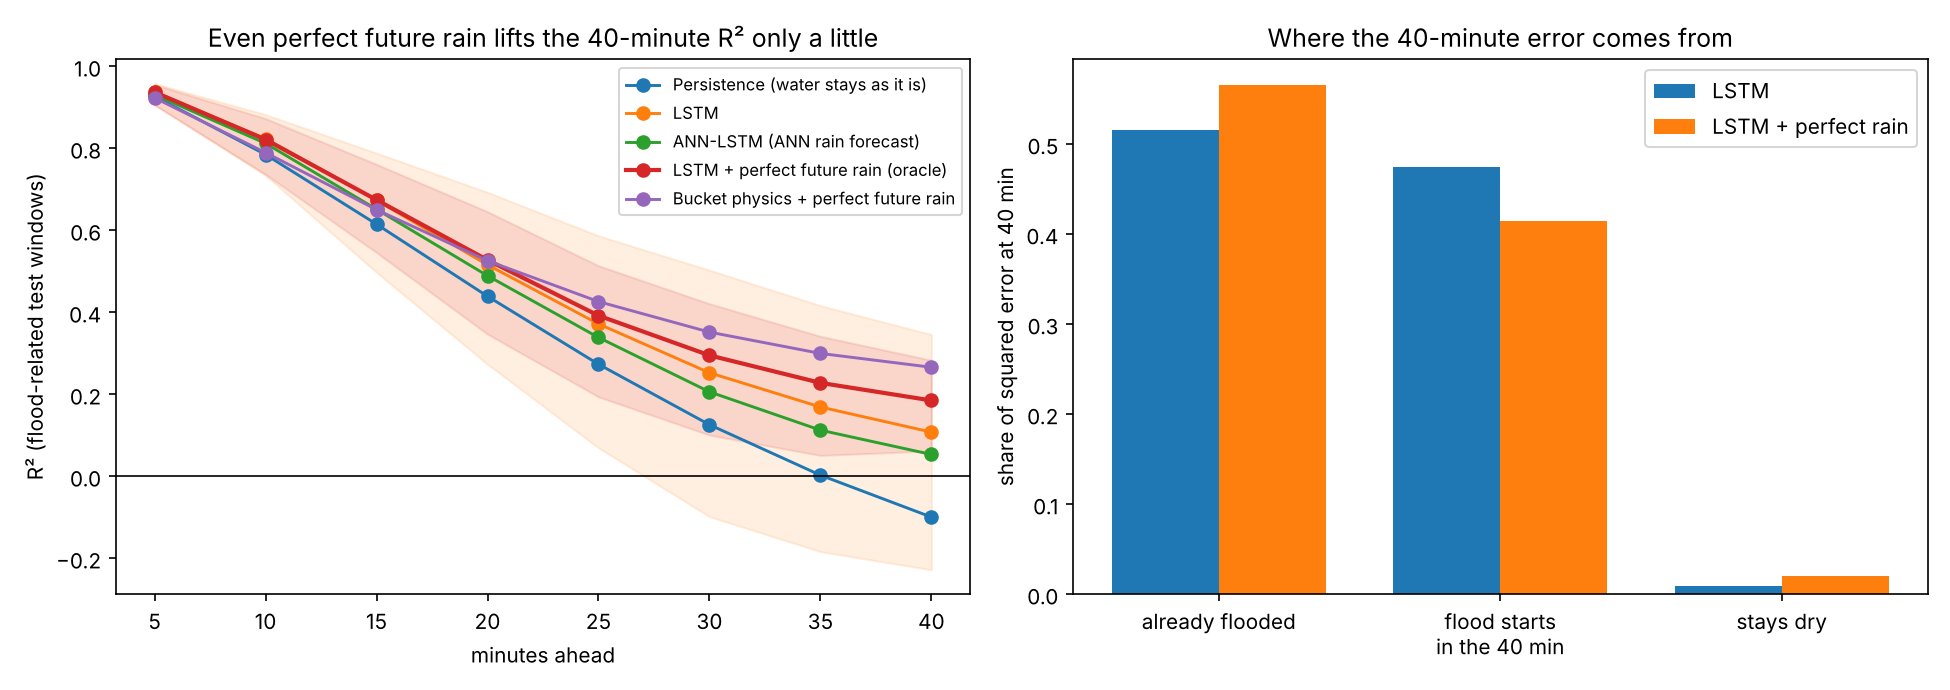 Even perfect future rain lifts the 40-minute R² only a little
R² (flood-related test windows)
1.0
0.8
0.6
0.4
0.2
0.0
−0.2
Persistence (water stays as it is)
LSTM
ANN-LSTM (ANN rain forecast)
LSTM + perfect future rain (oracle)
Bucket physics + perfect future rain
5
10
15
20
25
30
35
40
minutes ahead
Where the 40-minute error comes from
share of squared error at 40 min
0.5
0.4
0.3
0.2
0.1
0.0
LSTM
LSTM + perfect rain
already flooded
flood starts
in the 40 min
stays dry